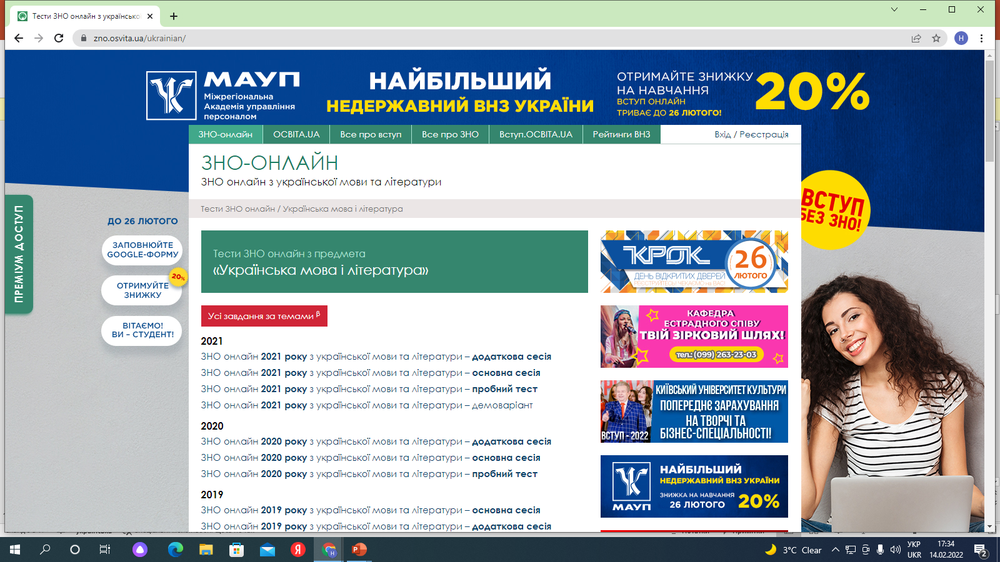 Тести ЗНО онлайн з української
zno.osvita.ua/ukrainian/
Н
МАУП
Міжрегіональна
Академія управління
персоналом
НАЙБІЛЬШИЙ
НЕДЕРЖАВНИЙ ВНЗ УКРАЇНИ
ОТРИМАЙТЕ ЗНИЖКУ
НА НАВЧАННЯ
ВСТУП ОНЛАЙН
ТРИВАЄ ДО 26 ЛЮТОГО!
20%
ЗНО-онлайн
ОСВІТА.UA
Все про вступ
Все про ЗНО
Вступ.ОСВІТА.UA
Рейтинги ВНЗ
Вхід / Реєстрація
ЗНО-ОНЛАЙН
ЗНО онлайн з української мови та літератури
Тести ЗНО онлайн / Українська мова і література
ПРЕМІУМ ДОСТУП
ДО 26 ЛЮТОГО
ЗАПОВНЮЙТЕ
GOOGLE-ФОРМУ
20%
ОТРИМУЙТЕ
ЗНИЖКУ
ВІТАЄМО!
ВИ – СТУДЕНТ!
Тести ЗНО онлайн з предмета
«Українська мова і література»
Усі завдання за темами β
2021
ЗНО онлайн 2021 року з української мови та літератури – додаткова сесія
ЗНО онлайн 2021 року з української мови та літератури – основна сесія
ЗНО онлайн 2021 року з української мови та літератури – пробний тест
ЗНО онлайн 2021 року з української мови та літератури – демоваріант
2020
ЗНО онлайн 2020 року з української мови та літератури – додаткова сесія
ЗНО онлайн 2020 року з української мови та літератури – основна сесія
ЗНО онлайн 2020 року з української мови та літератури – пробний тест
2019
ЗНО онлайн 2019 року з української мови та літератури – основна сесія
ЗНО онлайн 2019 року з української мови та літератури – додаткова сесія
КРОК
26
ЛЮТОГО
ДЕНЬ ВІДКРИТИХ ДВЕРЕЙ
РЕЄСТРУЙТЕСЬ! ЧЕКАЄМО на ВАС!
КАФЕДРА
ЕСТРАДНОГО СПІВУ
ТВІЙ ЗІРКОВИЙ ШЛЯХ!
тел.: (099) 263-23-03
КИЇВСЬКИЙ УНІВЕРСИТЕТ КУЛЬТУРИ
ПОПЕРЕДНЄ ЗАРАХУВАННЯ
НА ТВОРЧІ ТА
БІЗНЕС-СПЕЦІАЛЬНОСТІ!
ВСТУП - 2022
МАУП
НАЙБІЛЬШИЙ
НЕДЕРЖАВНИЙ ВНЗ УКРАЇНИ
ЗНИЖКА НА НАВЧАННЯ
26 ЛЮТОГО
20%
ВСТУП
БЕЗ ЗНО!
3°C Clear
УКР
UKR
17:34
14.02.2022
2